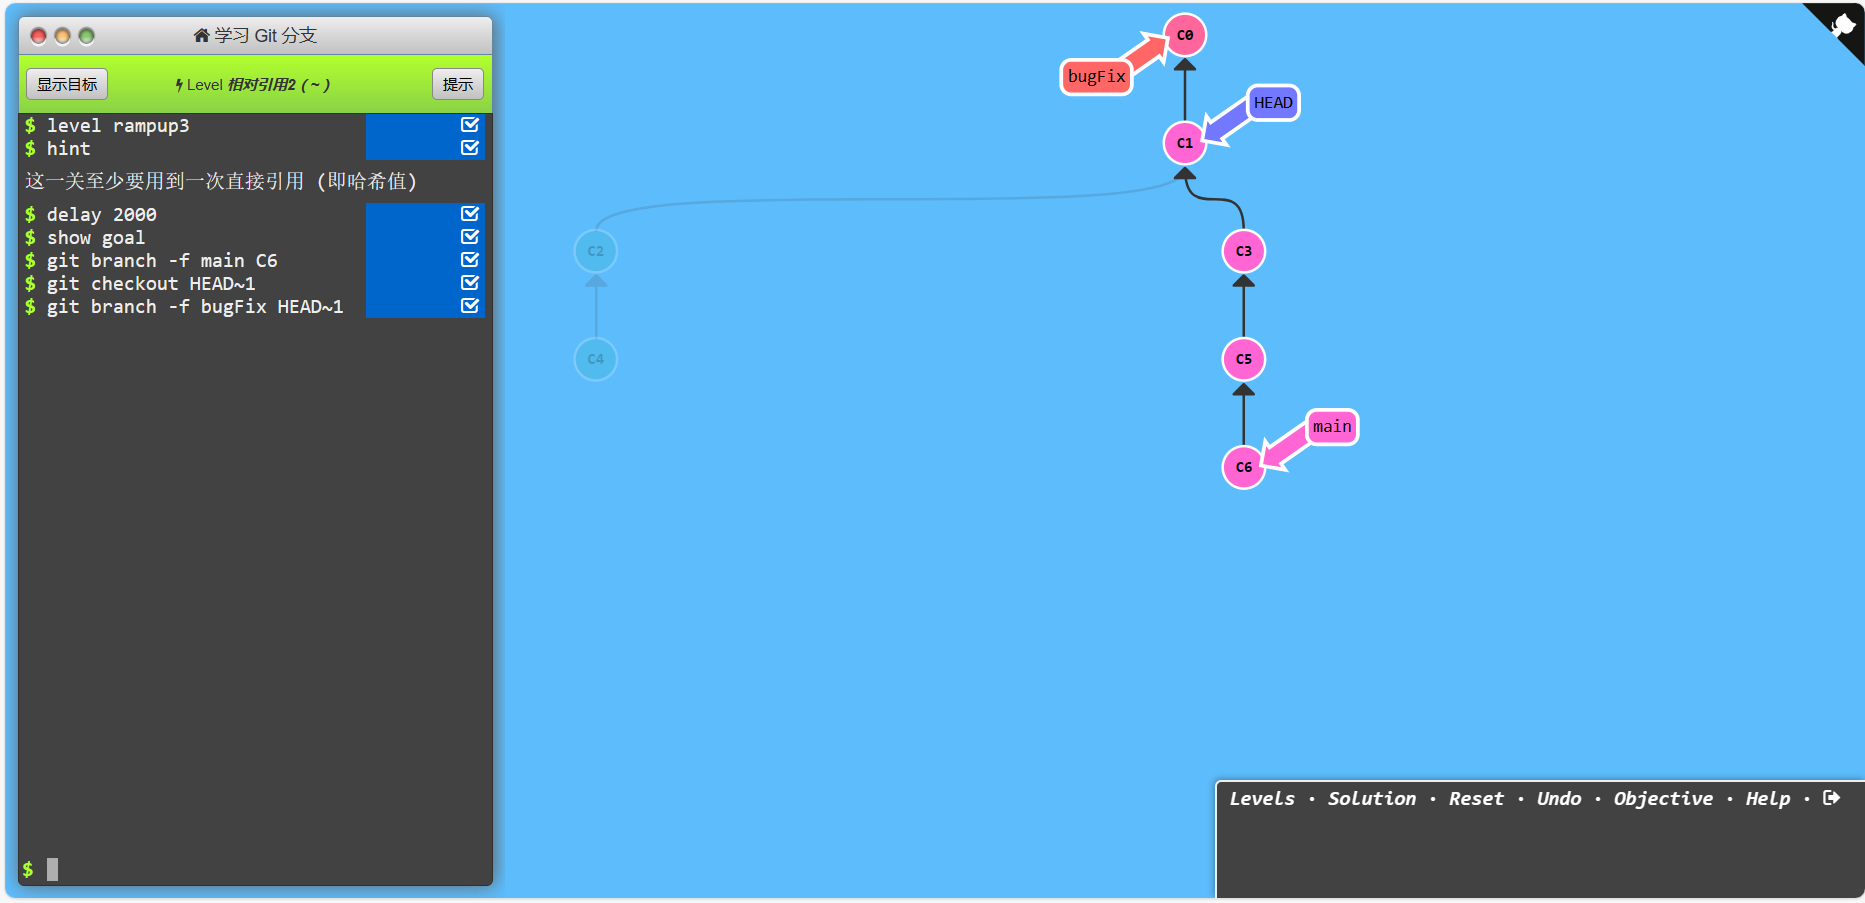 学习 Git 分支
显示目标
Level 相对引用2 ( ~ )
提示
$ level rampup3
$ hint
这一关至少要用到一次直接引用 (即哈希值)
$ delay 2000
$ show goal
$ git branch -f main C6
$ git checkout HEAD~1
$ git branch -f bugFix HEAD~1
$
C0
bugFix
HEAD
C1
C2
C3
C4
C5
main
C6
Levels · Solution · Reset · Undo · Objective · Help ·